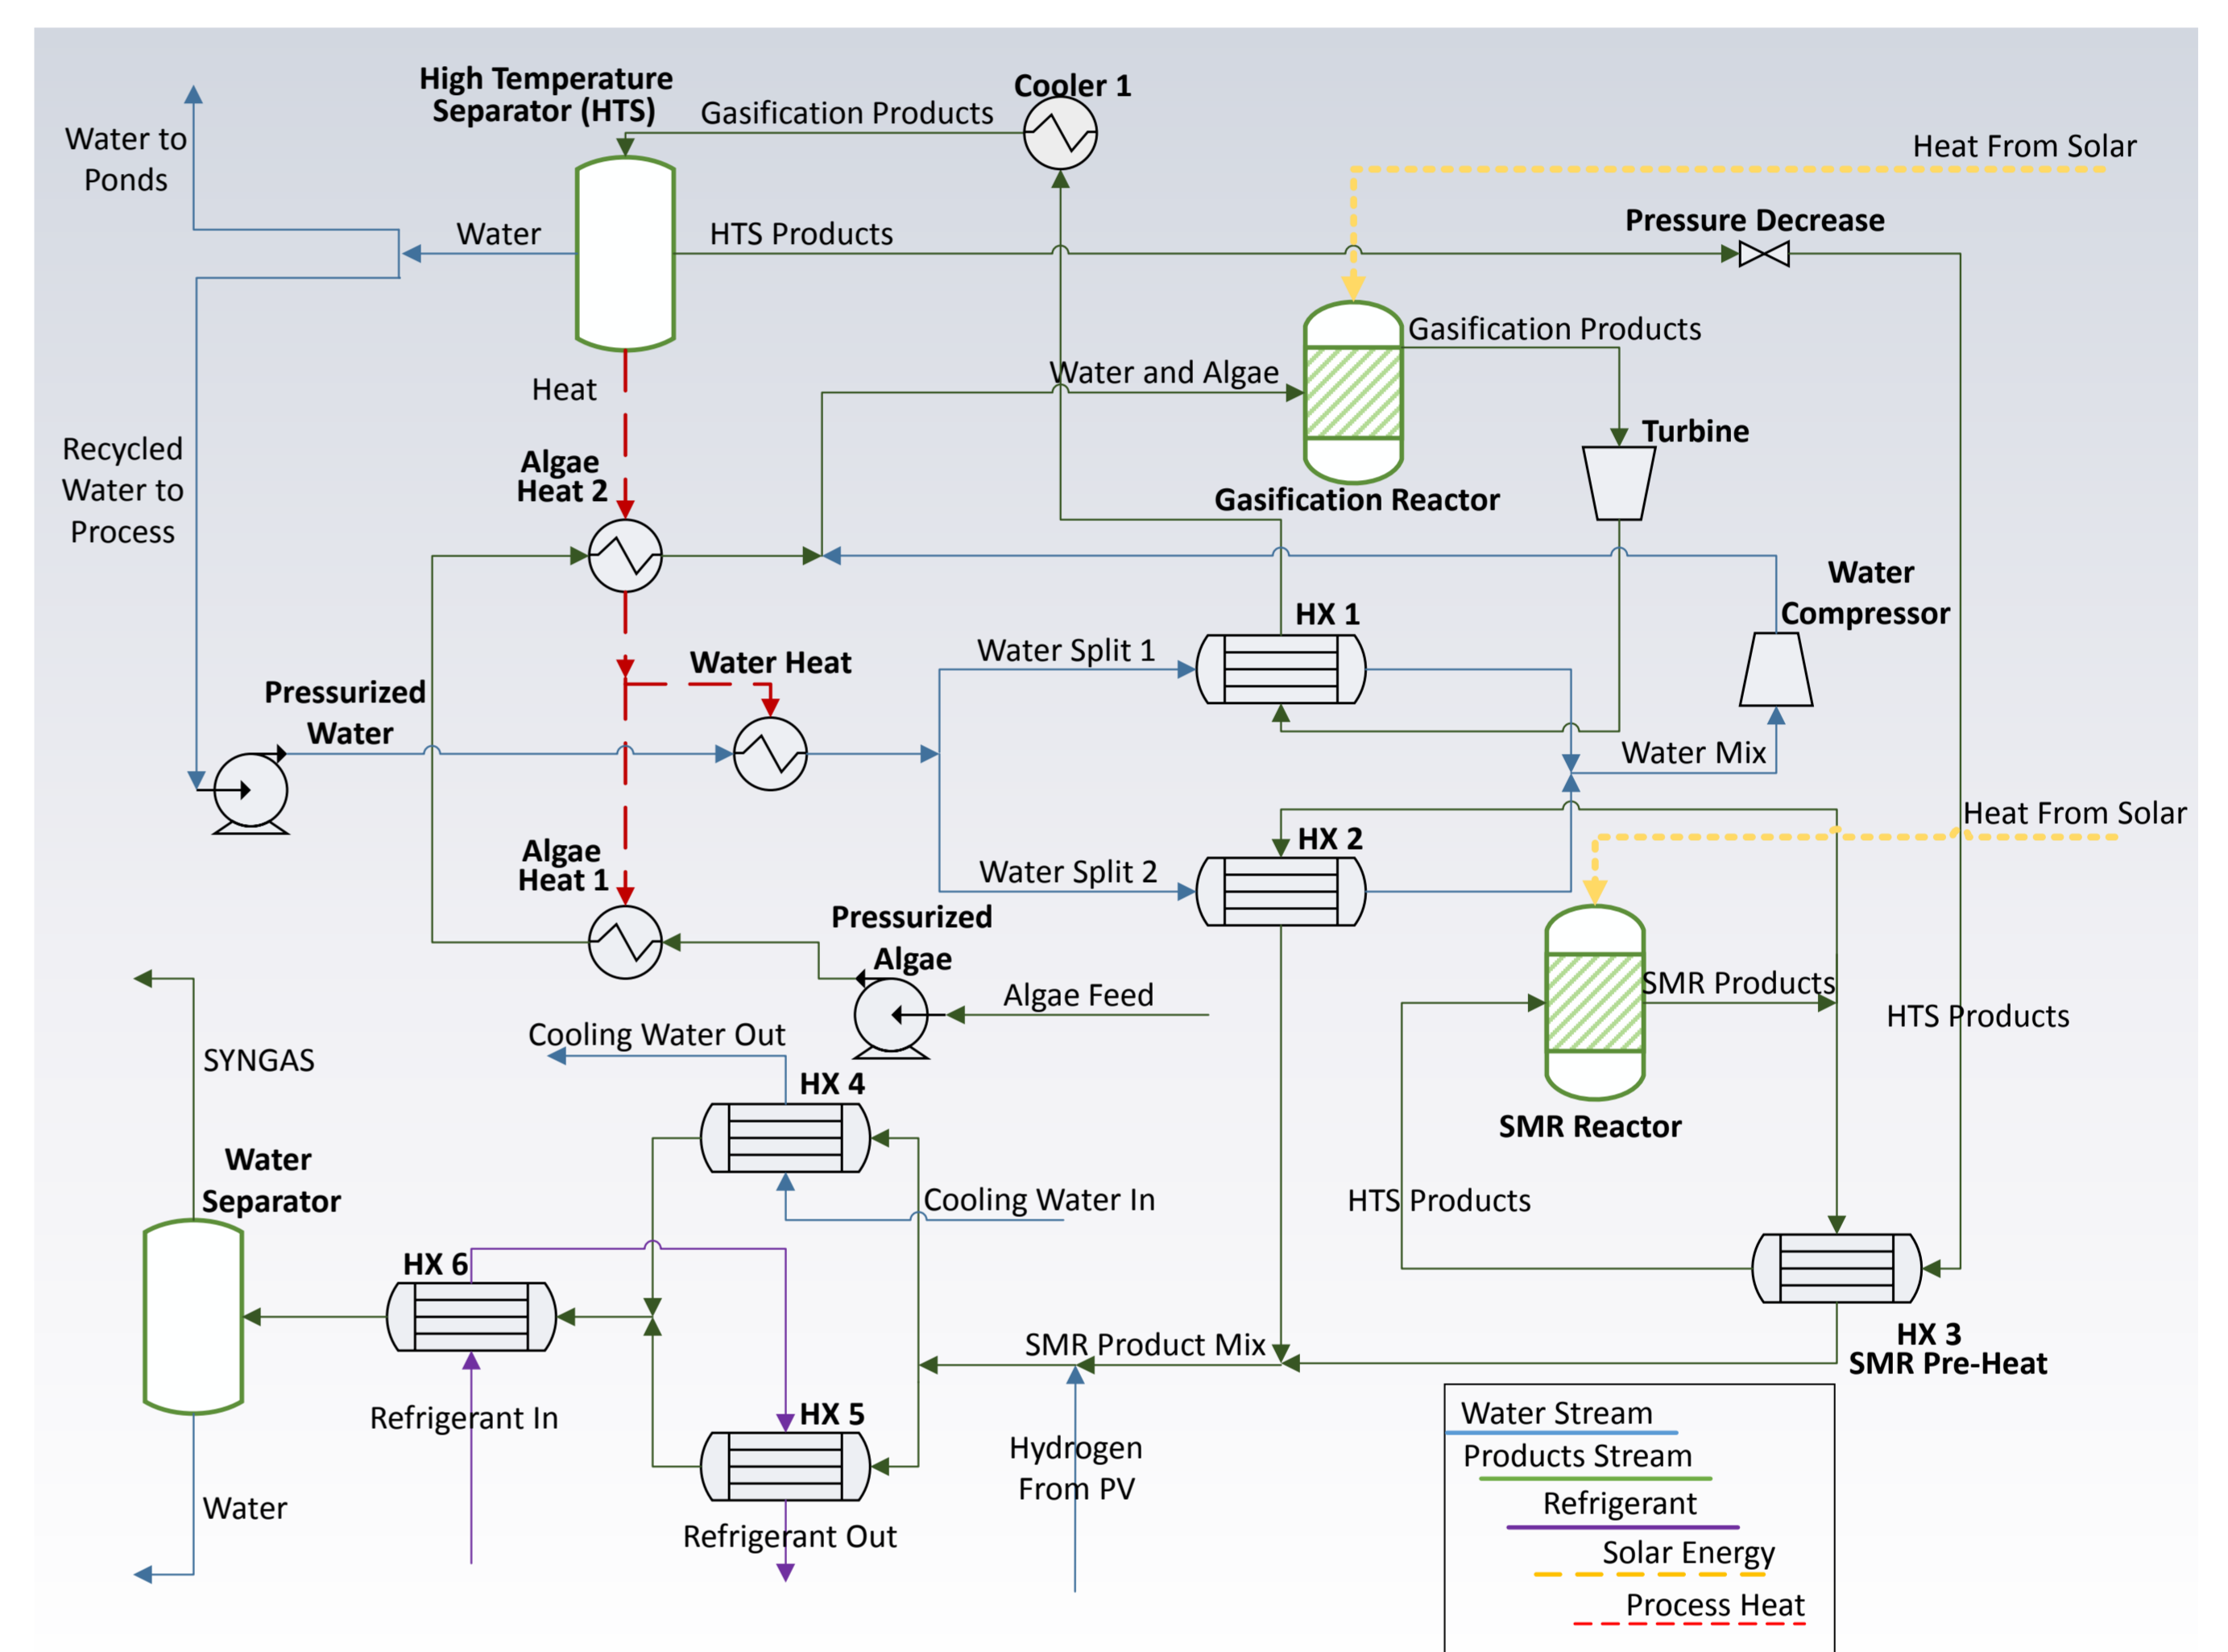 High Temperature
Separator (HTS)
Gasification Products
Cooler 1
Water to
Ponds
Water
HTS Products
Heat From Solar
Pressure Decrease
Gasification Products
Heat
Water and Algae
Turbine
Gasification Reactor
Recycled
Water to
Process
Algae
Heat 2
Water
Compressor
HX 1
Water Split 1
Water Heat
Pressurized
Water
Water Mix
Heat From Solar
HX 2
Water Split 2
Algae
Heat 1
Pressurized
Algae
Algae Feed
SMR Products
HTS Products
Cooling Water Out
SYNGAS
HX 4
SMR Reactor
Water
Separator
Cooling Water In
HTS Products
HX 6
SMR Product Mix
HX 3
SMR Pre-Heat
Refrigerant In
HX 5
Hydrogen
From PV
Water
Refrigerant Out
Water Stream
Products Stream
Refrigerant
Solar Energy
Process Heat